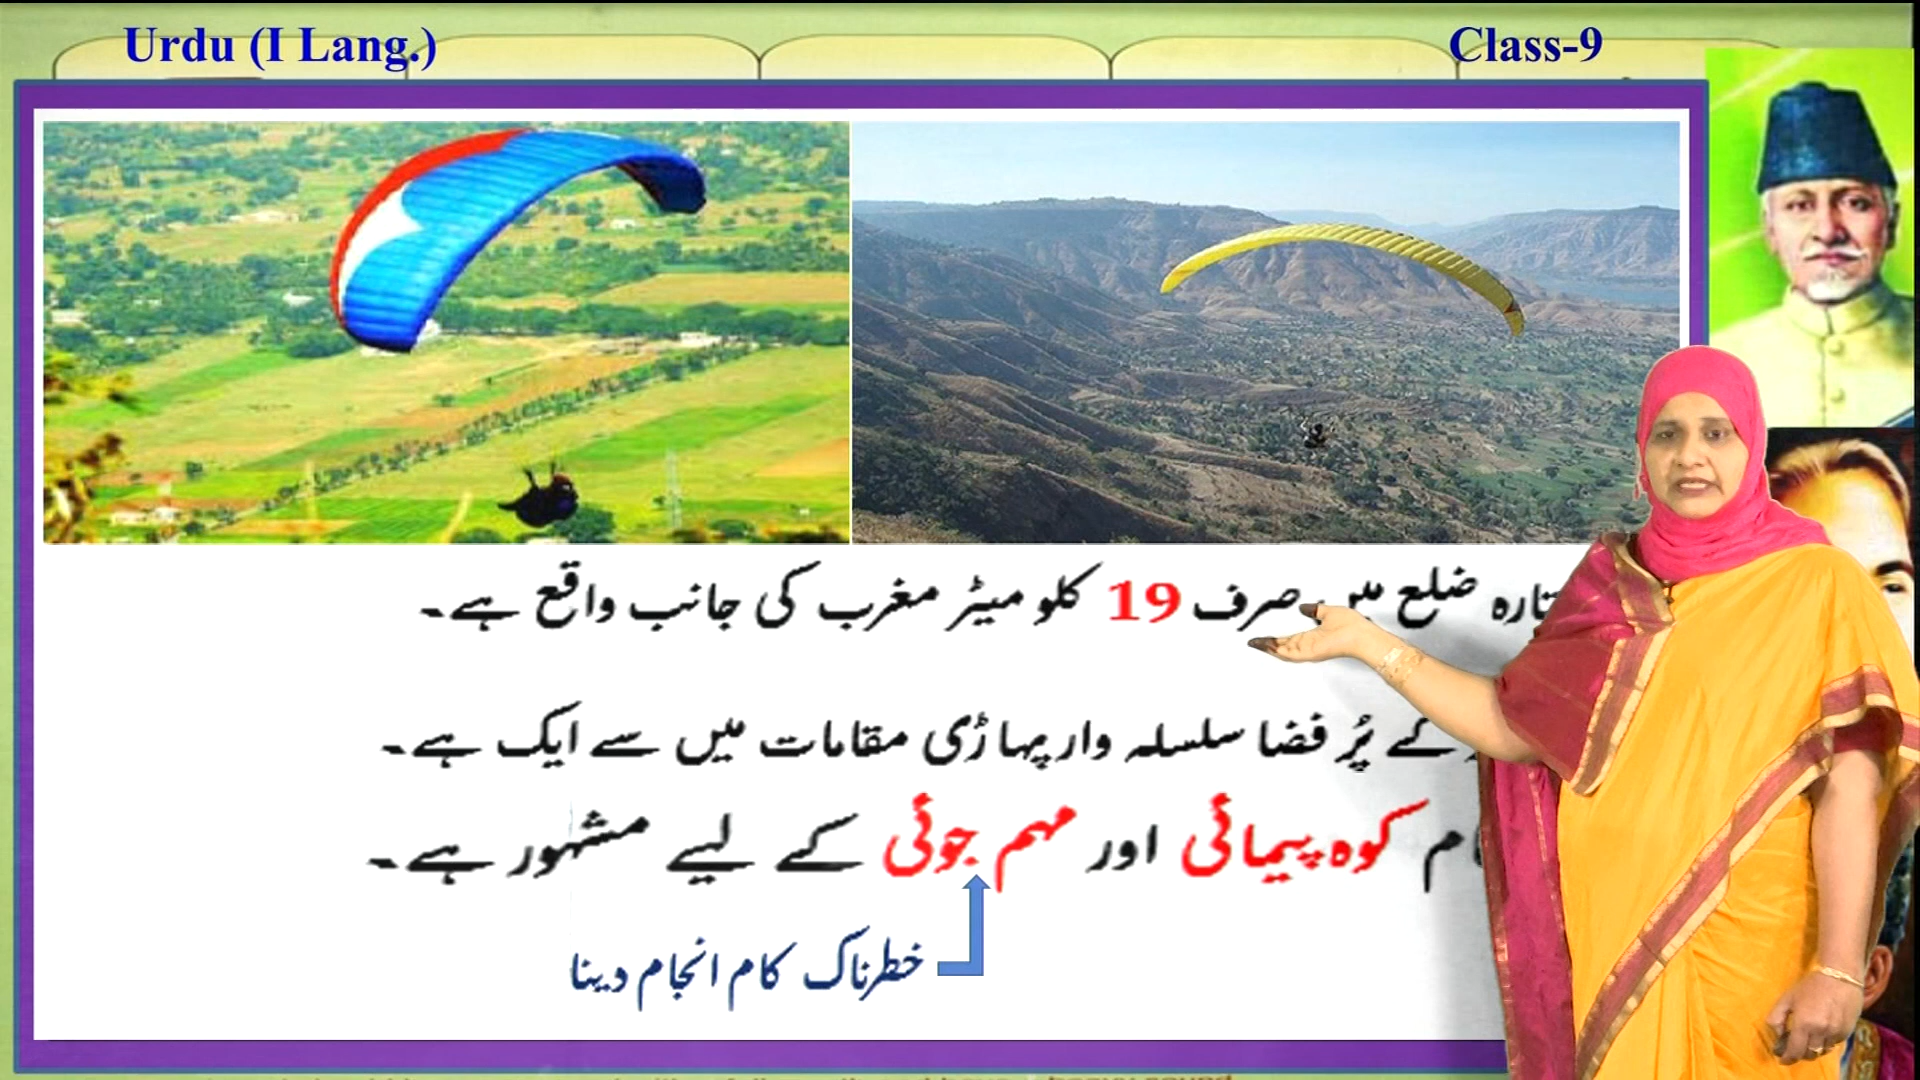 Urdu (I Lang.)
Class-9
ضلع میں صرف 19 کلو میٹر مغرب کی جانب واقع ہے۔
کے پُر فضا سلسلہ وار پہاڑی مقامات میں سے ایک ہے۔
کوہ پیمائی اور مہم جوئی کے لیے مشہور ہے۔
خطرناک کام انجام دینا